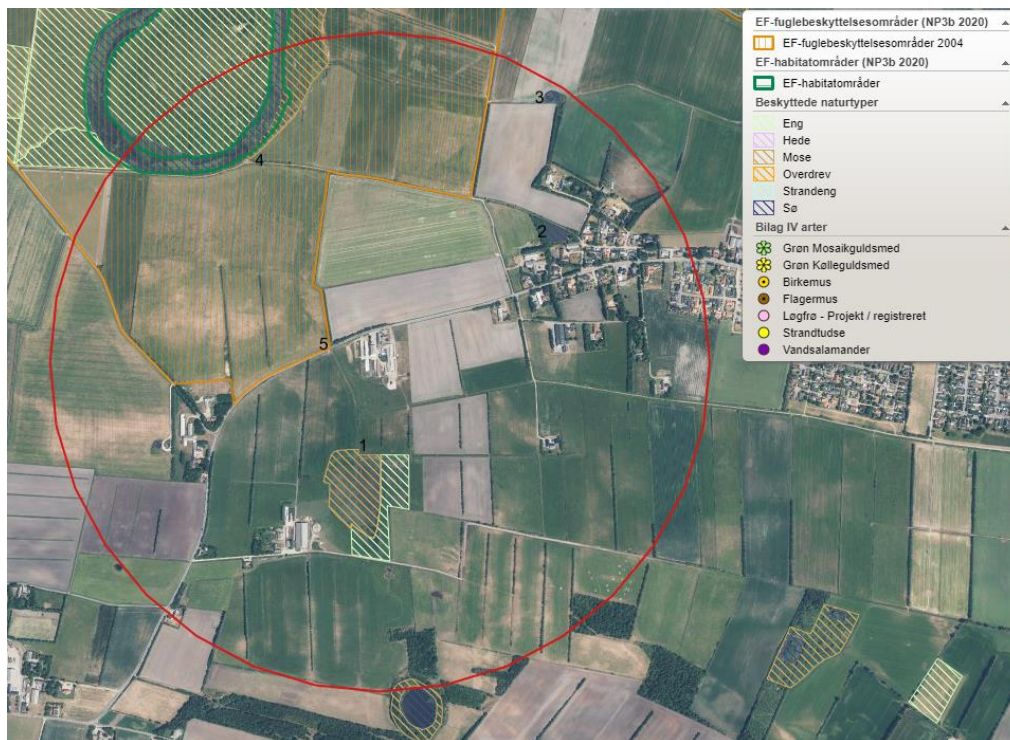 EF-fuglebeskyttelsesområder (NP3b 2020)
EF-fuglebeskyttelsesområder 2004
EF-habitatområder (NP3b 2020)
EF-habitatområder
Beskyttede naturtyper
Eng
Hede
Mose
Overdrev
Strandeng
Sø
Bilag IV arter
Grøn Mosaikguldsmed
Grøn Kølleguldsmed
Birkemus
Flagermus
Løgfrø - Projekt / registreret
Strandtudse
Vandsalamander
3
4
2
5
1